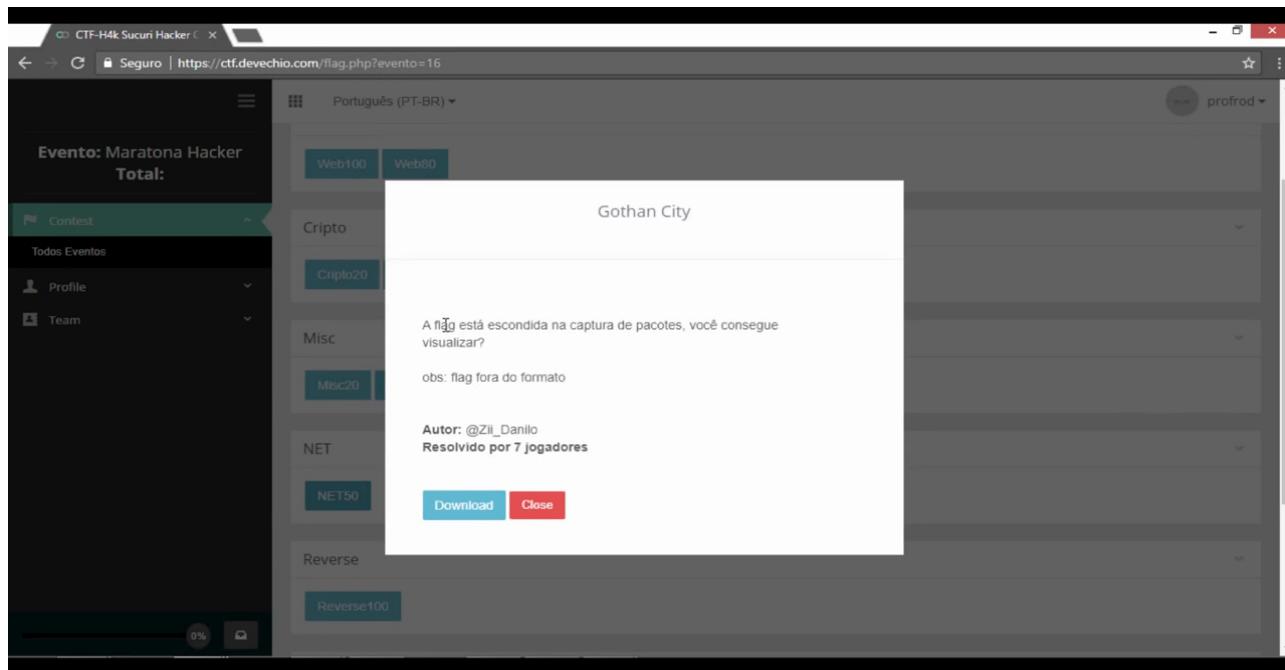 CTF-H4k Sucuri Hacker
Seguro | https://ctf.devechio.com/flag.php?evento=16
Português (PT-BR)
profrod
Evento: Maratona Hacker
Total:
Contest
Todos Eventos
Profile
Team
0%
Web100 Web80
Cripto
Cripto20
Misc
Misc20
NET
NET50
Reverse
Reverse100
Gothan City
A flag está escondida na captura de pacotes, você consegue
visualizar?
obs: flag fora do formato
Autor: @Zii_Danilo
Resolvido por 7 jogadores
Download Close